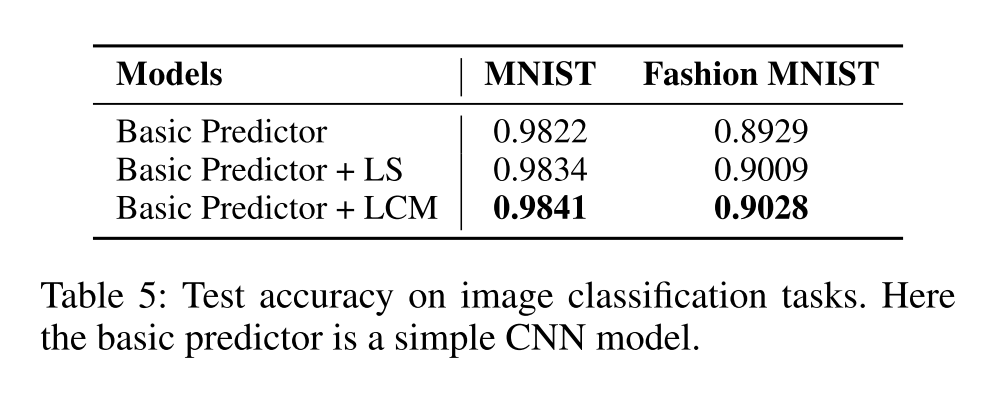 Models MNIST Fashion MNIST
Basic Predictor 0.9822 0.8929
Basic Predictor + LS 0.9834 0.9009
Basic Predictor + LCM 0.9841 0.9028
Table 5: Test accuracy on image classification tasks. Here
the basic predictor is a simple CNN model.